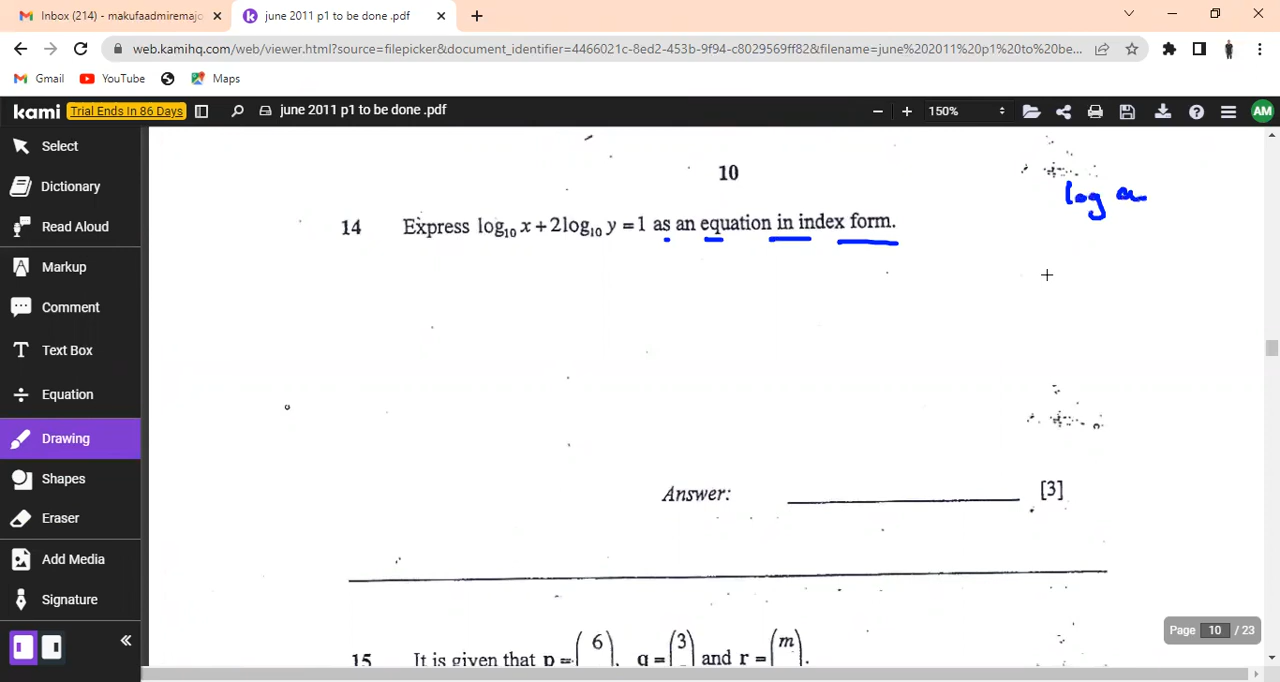 Inbox (214) - makufaadmiremajo
june 2011 p1 to be done .pdf
web.kamihq.com/web/viewer.html?source=filepicker&document_identifier=4466021c-8ed2-453b-9f94-c8029569ff82&filename=june%202011%20p1%20to%20be...
Gmail
YouTube
Maps
kami
Trial Ends In 86 Days
june 2011 p1 to be done .pdf
150%
AM
Select
Dictionary
Read Aloud
Markup
Comment
Text Box
Equation
Drawing
Shapes
Eraser
Add Media
Signature
10
log m
14 Express log₁₀ x + 2log₁₀ y = 1 as an equation in index form.
Answer: [3]
15 It is given that p = (6 , q = (3 and r = (m .
Page 10 / 23